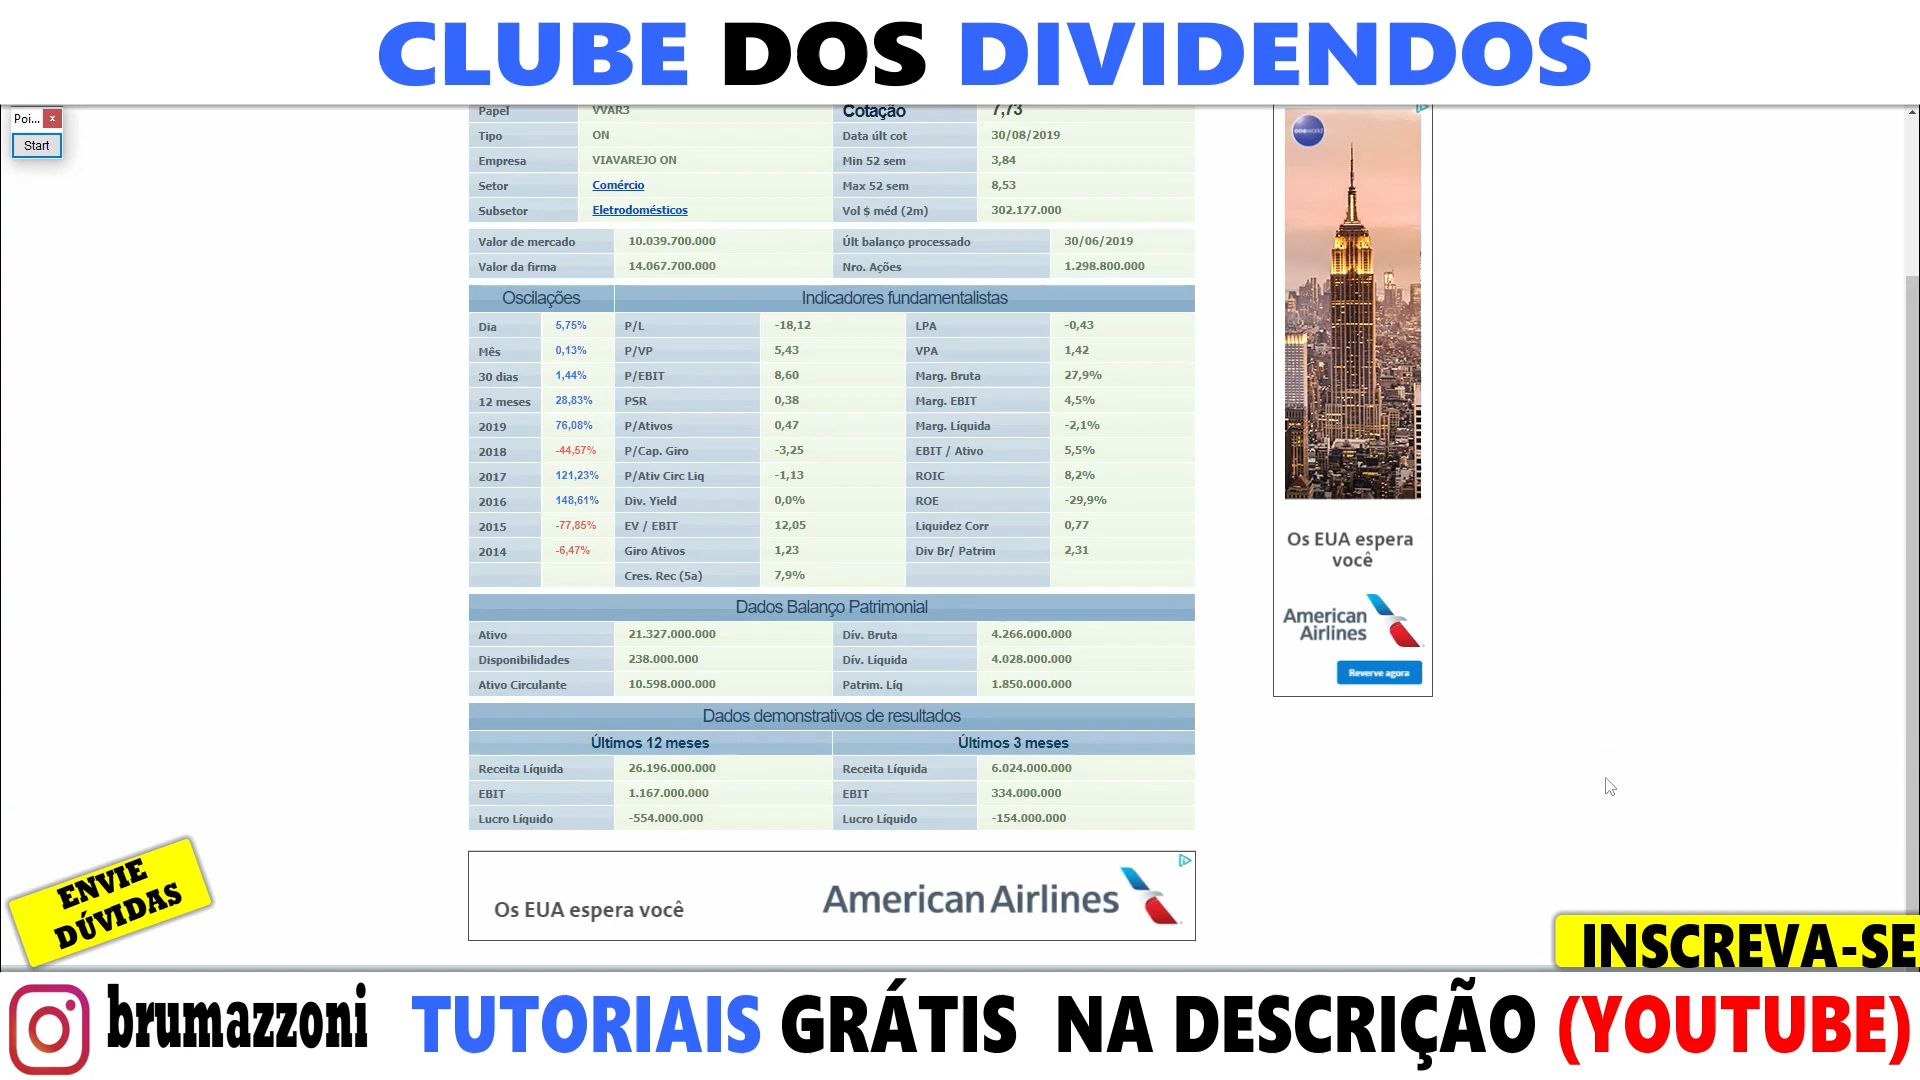 CLUBE DOS DIVIDENDOS
Poi... x
Start
Papel VVAR3 Cotação 7,73
Tipo ON Data últ cot 30/08/2019
Empresa VIAVAREJO ON Min 52 sem 3,84
Setor Comércio Max 52 sem 8,53
Subsetor Eletrodomésticos Vol $ méd (2m) 302.177.000
Valor de mercado 10.039.700.000 Últ balanço processado 30/06/2019
Valor da firma 14.067.700.000 Nro. Ações 1.298.800.000
Oscilações Indicadores fundamentalistas
Dia 5,75% P/L -18,12 LPA -0,43
Mês 0,13% P/VP 5,43 VPA 1,42
30 dias 1,44% P/EBIT 8,60 Marg. Bruta 27,9%
12 meses 28,83% PSR 0,38 Marg. EBIT 4,5%
2019 76,08% P/Ativos 0,47 Marg. Líquida -2,1%
2018 -44,57% P/Cap. Giro -3,25 EBIT / Ativo 5,5%
2017 121,23% P/Ativ Circ Liq -1,13 ROIC 8,2%
2016 148,61% Div. Yield 0,0% ROE -29,9%
2015 -77,85% EV / EBIT 12,05 Liquidez Corr 0,77
2014 -6,47% Giro Ativos 1,23 Div Br/ Patrim 2,31
Cres. Rec (5a) 7,9%
Dados Balanço Patrimonial
Ativo 21.327.000.000 Dív. Bruta 4.266.000.000
Disponibilidades 238.000.000 Dív. Líquida 4.028.000.000
Ativo Circulante 10.598.000.000 Patrim. Líq 1.850.000.000
Dados demonstrativos de resultados
Últimos 12 meses Últimos 3 meses
Receita Líquida 26.196.000.000 Receita Líquida 6.024.000.000
EBIT 1.167.000.000 EBIT 334.000.000
Lucro Líquido -554.000.000 Lucro Líquido -154.000.000
oneworld
Os EUA espera
você
American
Airlines
Reverve agora
Os EUA espera você American Airlines
ENVIE
DÚVIDAS
INSCREVA-SE
brumazzoni TUTORIAIS GRÁTIS NA DESCRIÇÃO (YOUTUBE)